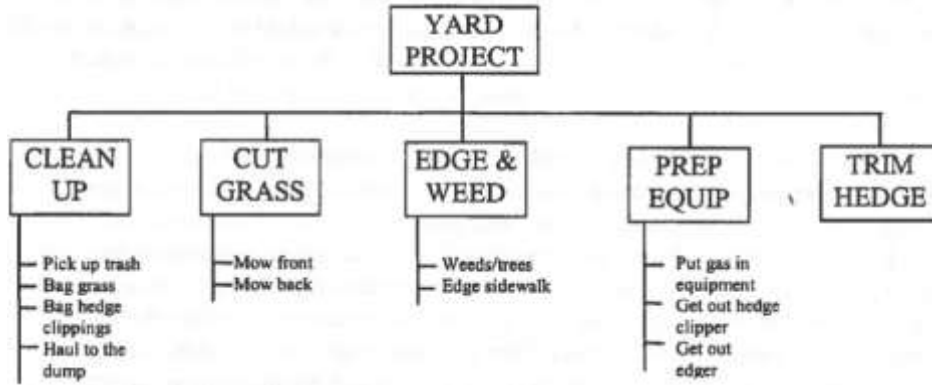 YARD
PROJECT
CLEAN
UP
CUT
GRASS
EDGE &
WEED
PREP
EQUIP
TRIM
HEDGE
Pick up trash
Bag grass
Bag hedge
clippings
Haul to the
dump
Mow front
Mow back
Weeds/trees
Edge sidewalk
Put gas in
equipment
Get out hedge
clipper
Get out
edger